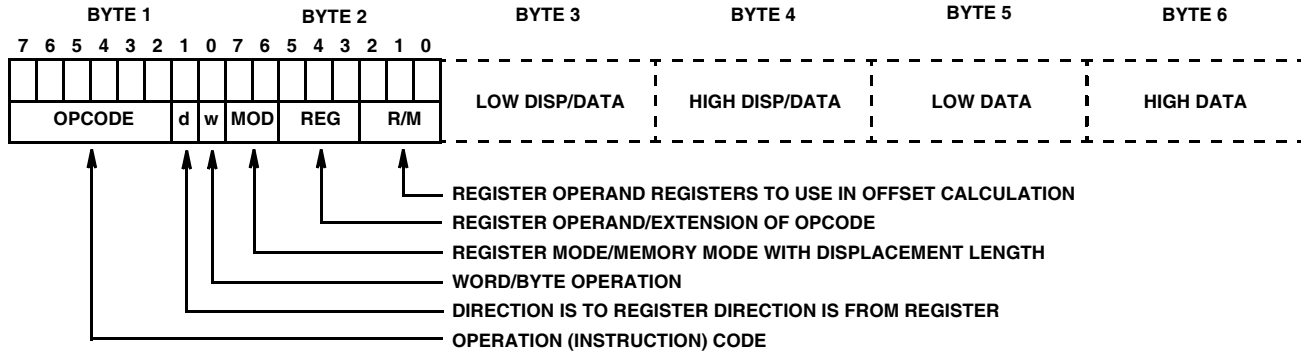 BYTE 1 BYTE 2 BYTE 3 BYTE 4 BYTE 5 BYTE 6
7 6 5 4 3 2 1 0 7 6 5 4 3 2 1 0
LOW DISP/DATA HIGH DISP/DATA LOW DATA HIGH DATA
OPCODE d w MOD REG R/M
REGISTER OPERAND REGISTERS TO USE IN OFFSET CALCULATION
REGISTER OPERAND/EXTENSION OF OPCODE
REGISTER MODE/MEMORY MODE WITH DISPLACEMENT LENGTH
WORD/BYTE OPERATION
DIRECTION IS TO REGISTER DIRECTION IS FROM REGISTER
OPERATION (INSTRUCTION) CODE